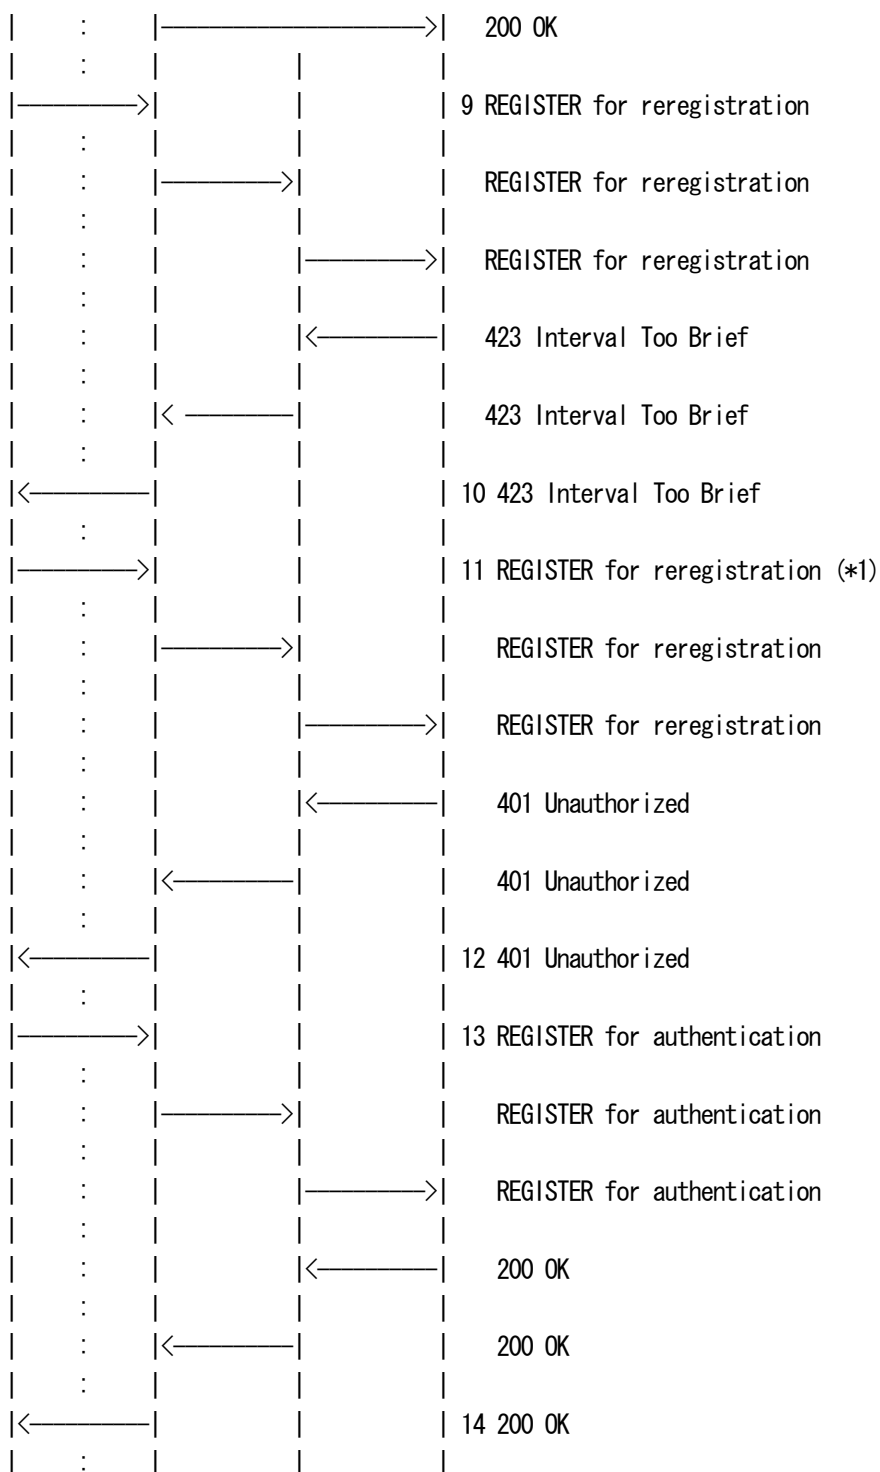 200 OK
9 REGISTER for reregistration
REGISTER for reregistration
REGISTER for reregistration
423 Interval Too Brief
423 Interval Too Brief
10 423 Interval Too Brief
11 REGISTER for reregistration (*1)
REGISTER for reregistration
REGISTER for reregistration
401 Unauthorized
401 Unauthorized
12 401 Unauthorized
13 REGISTER for authentication
REGISTER for authentication
REGISTER for authentication
200 OK
200 OK
14 200 OK